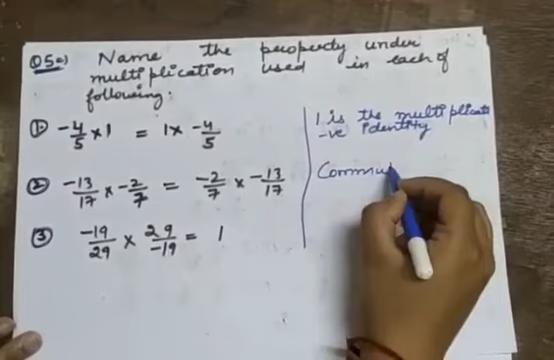 Q5=) Name the property under
multiplication used in each of
following:
① -4/5 × 1 = 1 × -4/5
1 is the multiplicati
-ve identity
② -13/17 × -2/7 = -2/7 × -13/17
Commu
③ -19/29 × 29/-19 = 1